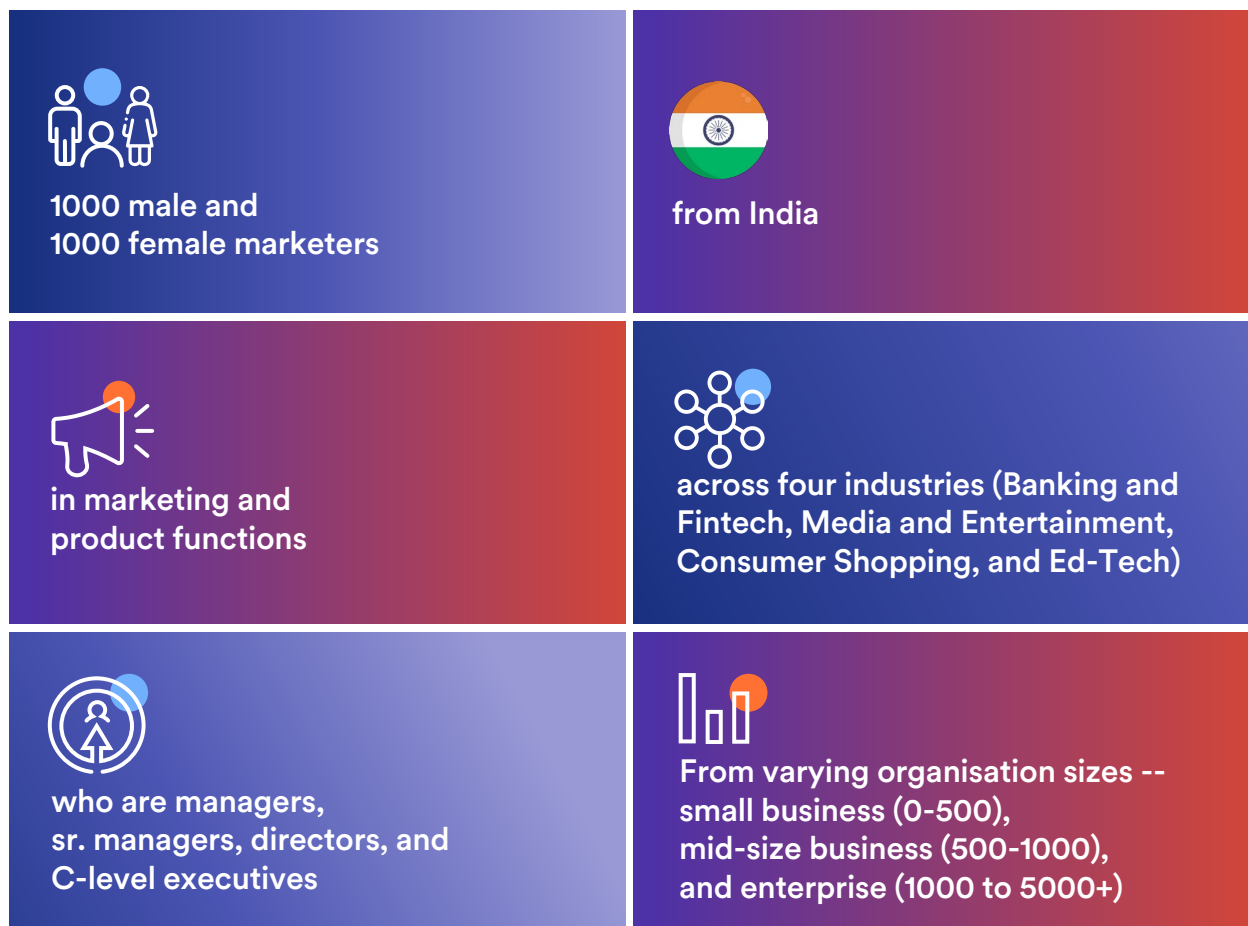 1000 male and
1000 female marketers
from India
in marketing and
product functions
across four industries (Banking and
Fintech, Media and Entertainment,
Consumer Shopping, and Ed-Tech)
who are managers,
sr. managers, directors, and
C-level executives
From varying organisation sizes --
small business (0-500),
mid-size business (500-1000),
and enterprise (1000 to 5000+)